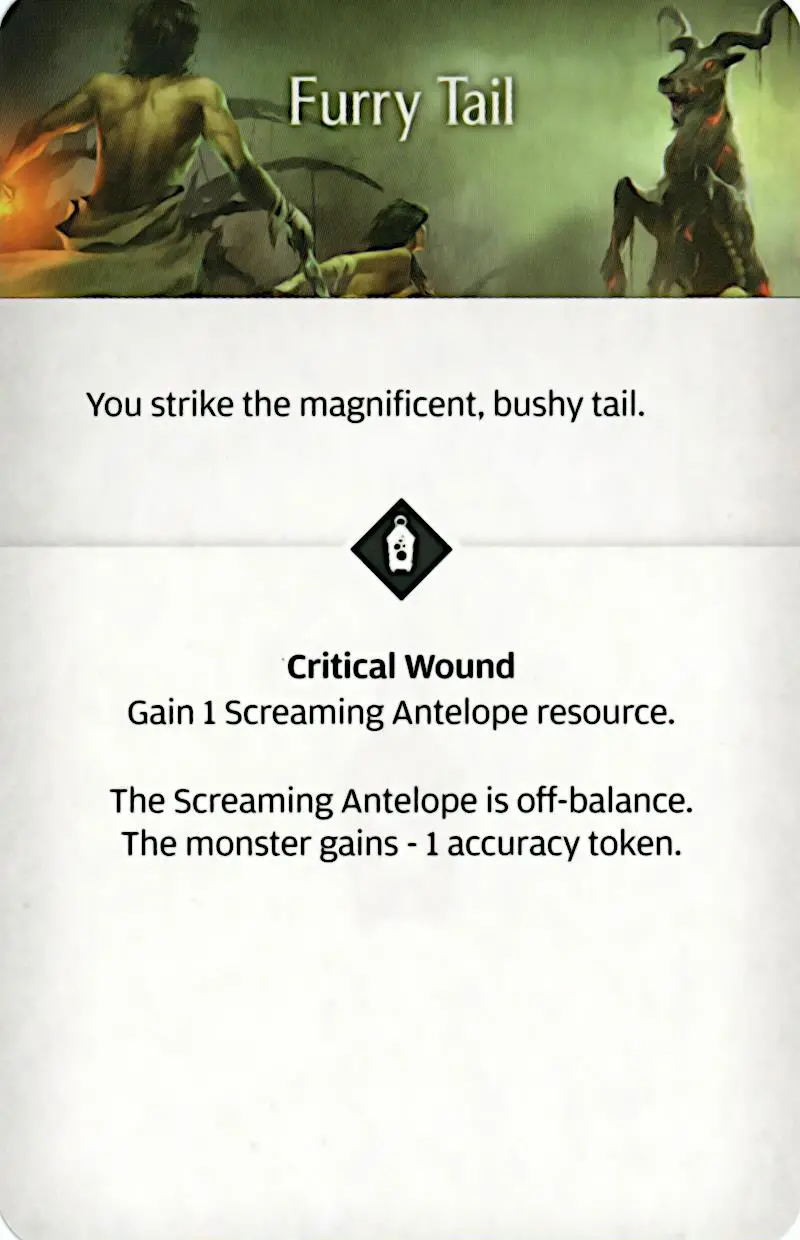 Furry Tail
You strike the magnificent, bushy tail.
Critical Wound
Gain 1 Screaming Antelope resource.
The Screaming Antelope is off-balance.
The monster gains - 1 accuracy token.